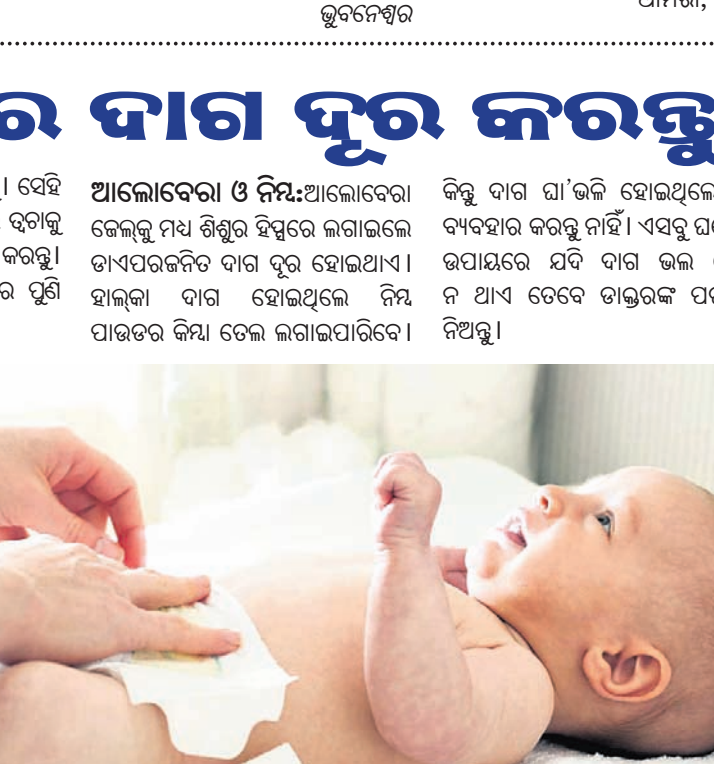 ଭୁବନେଶ୍ୱର
ର ଦାଗ ଦୂର କରନ୍ତୁ
। ସେହି
ତ୍ୱଚାକୁ
କରନ୍ତୁ।
ର ପୁଣି
ଆଲୋବେରା ଓ ନିମ୍ବ:ଆଲୋବେରା
ଜେଲ୍‌କୁ ମଧ୍ୟ ଶିଶୁର ହିପ୍ସରେ ଲଗାଇଲେ
ଡାଏପରଜନିତ ଦାଗ ଦୂର ହୋଇଥାଏ।
ହାଲ୍‌କା ଦାଗ ହୋଇଥିଲେ ନିମ୍ବ
ପାଉଡର କିମ୍ବା ତେଲ ଲଗାଇପାରିବେ।
କିନ୍ତୁ ଦାଗ ଘା'ଭଳି ହୋଇଥିଲେ
ବ୍ୟବହାର କରନ୍ତୁ ନାହିଁ। ଏସବୁ
ଉପାୟରେ ଯଦି ଦାଗ ଭଲ
ନ ଥାଏ ତେବେ ଡାକ୍ତରଙ୍କ
ନିଅନ୍ତୁ।